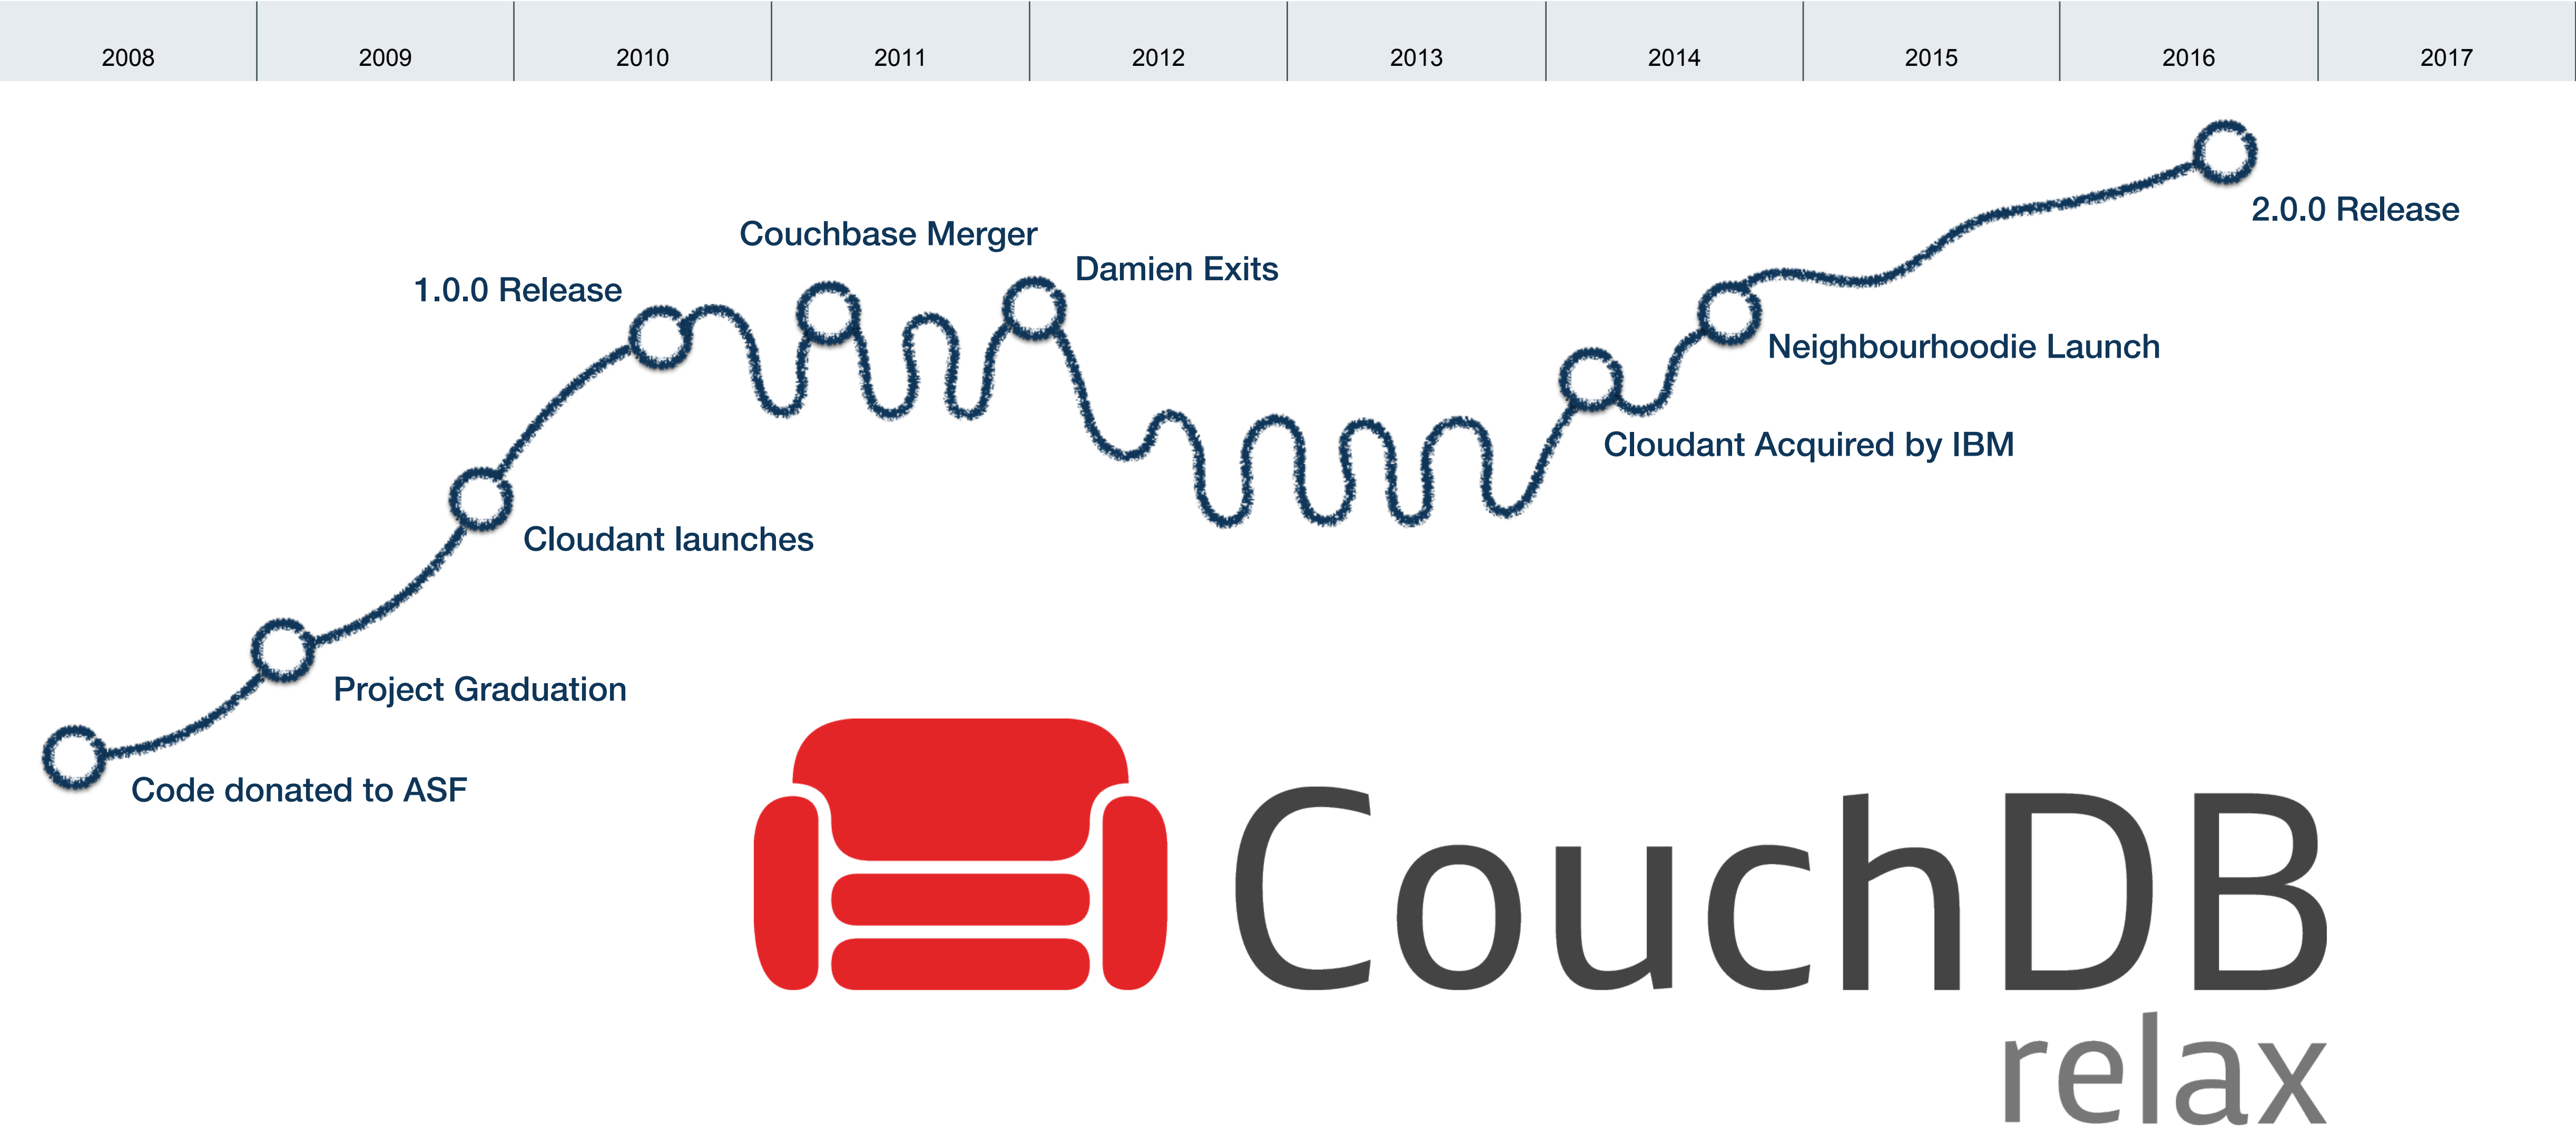 2008 2009 2010 2011 2012 2013 2014 2015 2016 2017
2.0.0 Release
Couchbase Merger
Damien Exits
1.0.0 Release
Neighbourhoodie Launch
Cloudant Acquired by IBM
Cloudant launches
Project Graduation
Code donated to ASF
CouchDB
relax